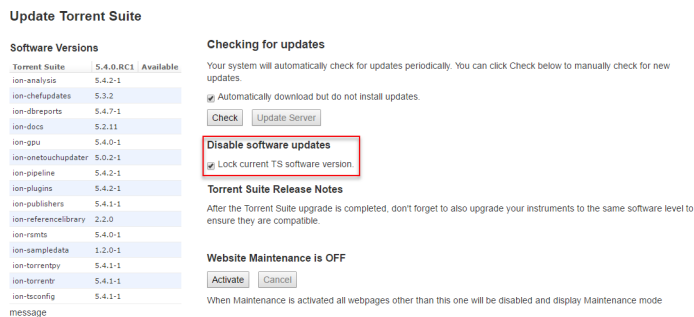 Update Torrent Suite
Software Versions
Torrent Suite 5.4.0.RC1 Available
ion-analysis 5.4.2-1
ion-chefupdates 5.3.2
ion-dbreports 5.4.7-1
ion-docs 5.2.11
ion-gpu 5.4.0-1
ion-onetouchupdater 5.0.2-1
ion-pipeline 5.4.2-1
ion-plugins 5.4.2-1
ion-publishers 5.4.1-1
ion-referencelibrary 2.2.0
ion-rsmts 5.4.0-1
ion-sampledata 1.2.0-1
ion-torrentpy 5.4.1-1
ion-torrentr 5.4.1-1
ion-tsconfig 5.4.1-1
message
Checking for updates
Your system will automatically check for updates periodically. You can click Check below to manually check for new
updates.
Automatically download but do not install updates.
Check Update Server
Disable software updates
Lock current TS software version.
Torrent Suite Release Notes
After the Torrent Suite upgrade is completed, don't forget to also upgrade your instruments to the same software level to
ensure they are compatible.
Website Maintenance is OFF
Activate Cancel
When Maintenance is activated all webpages other than this one will be disabled and display Maintenance mode